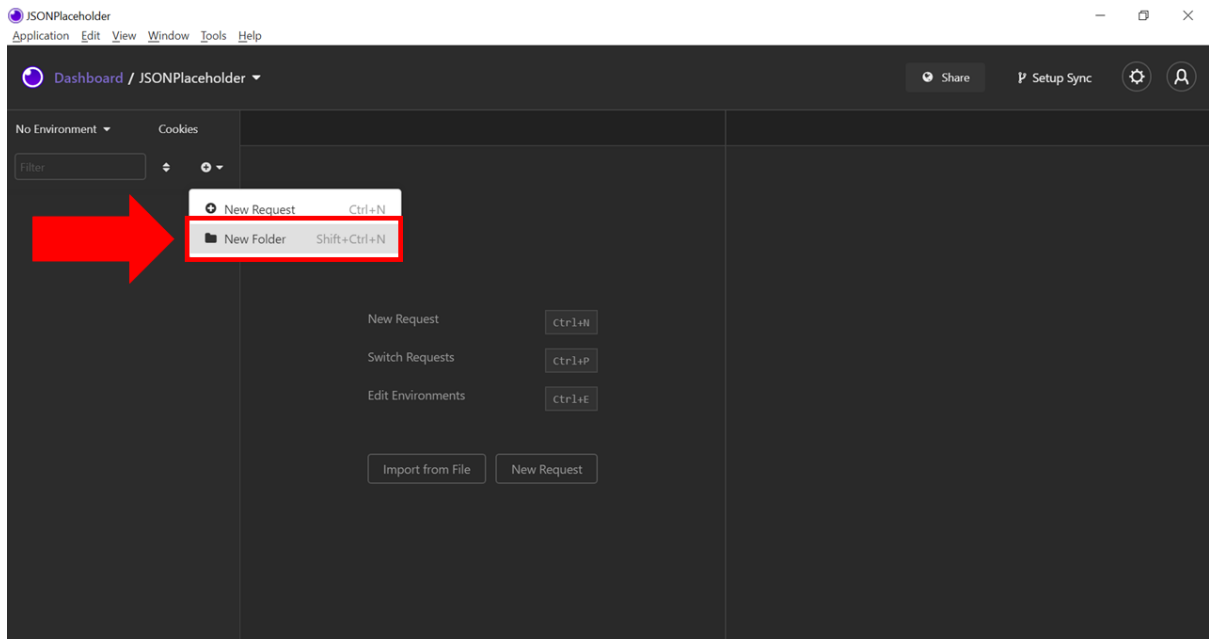 JSONPlaceholder
Application Edit View Window Tools Help
Dashboard / JSONPlaceholder
Share
Setup Sync
No Environment
Cookies
Filter
New Request Ctrl+N
New Folder Shift+Ctrl+N
New Request Ctrl+N
Switch Requests Ctrl+P
Edit Environments Ctrl+E
Import from File
New Request